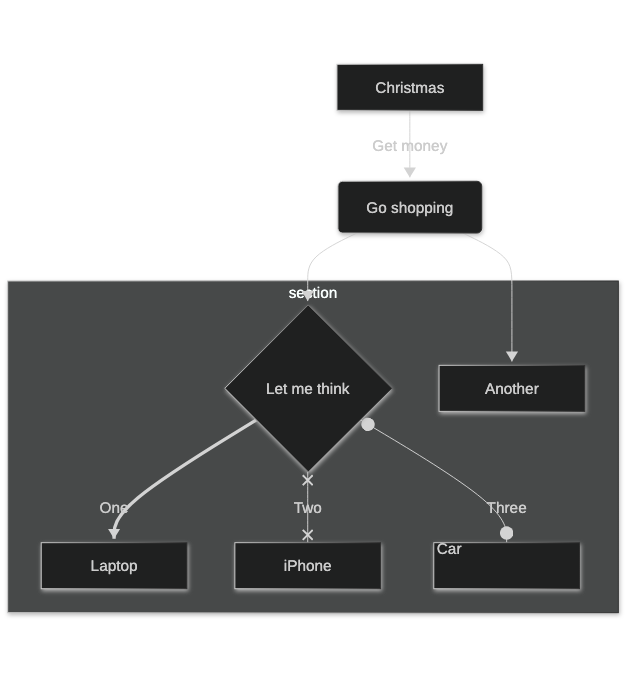 Christmas
Get money
Go shopping
section
Let me think
Another
One
Two
Three
Laptop
iPhone
Car